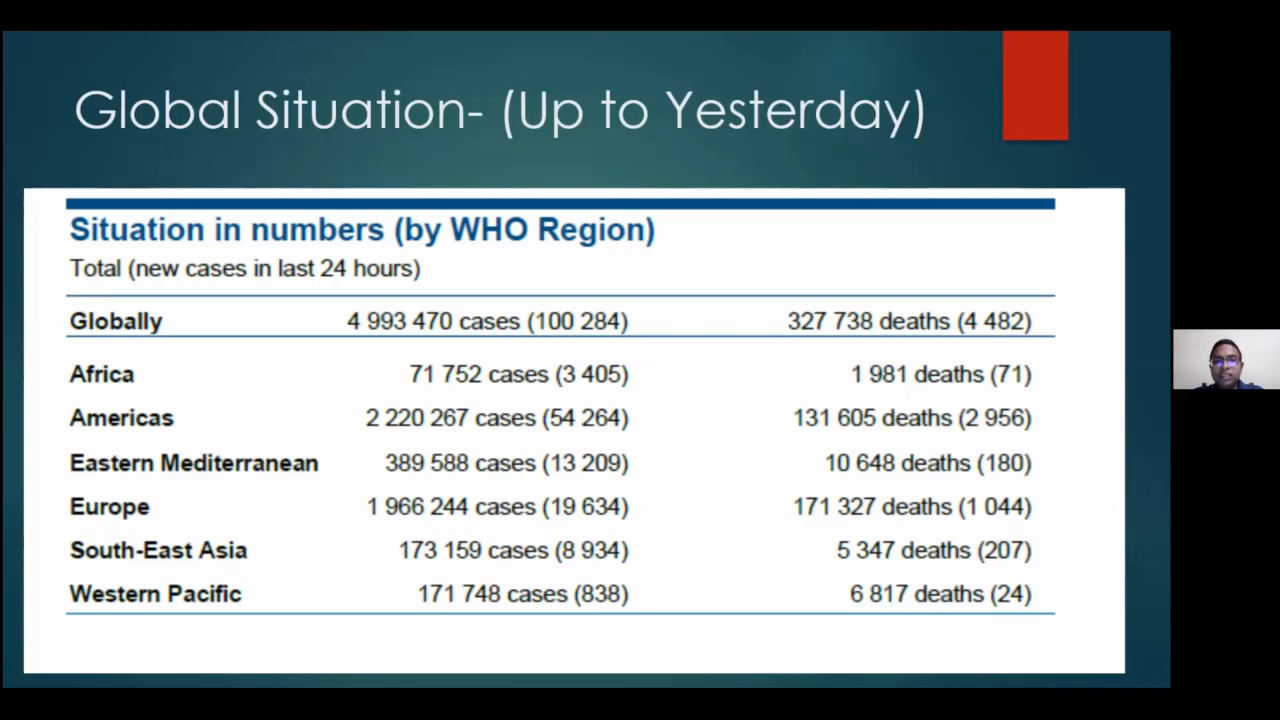 Global Situation- (Up to Yesterday)
Situation in numbers (by WHO Region)
Total (new cases in last 24 hours)
Globally 4 993 470 cases (100 284) 327 738 deaths (4 482)
Africa 71 752 cases (3 405) 1 981 deaths (71)
Americas 2 220 267 cases (54 264) 131 605 deaths (2 956)
Eastern Mediterranean 389 588 cases (13 209) 10 648 deaths (180)
Europe 1 966 244 cases (19 634) 171 327 deaths (1 044)
South-East Asia 173 159 cases (8 934) 5 347 deaths (207)
Western Pacific 171 748 cases (838) 6 817 deaths (24)